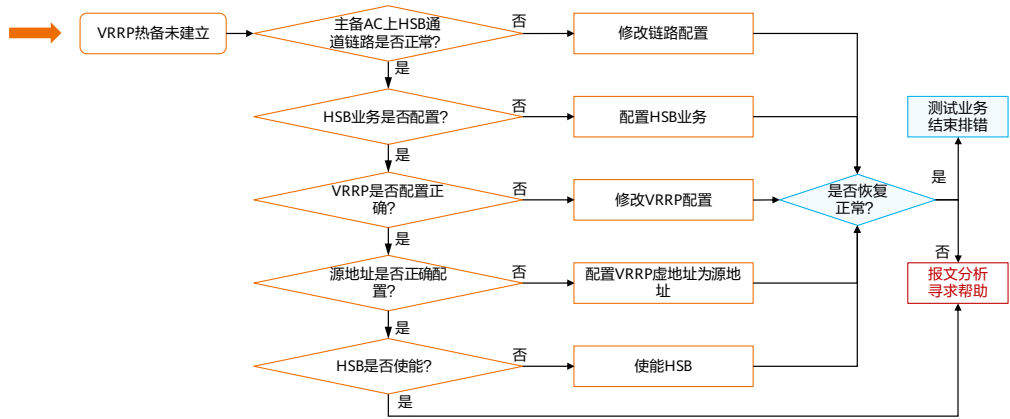 VRRP热备未建立
主备AC上HSB通
道链路是否正常?
否
修改链路配置
是
HSB业务是否配置?
否
配置HSB业务
测试业务
结束排错
是
VRRP是否配置正
确?
否
修改VRRP配置
是否恢复
正常?
是
是
源地址是否正确配
置?
否
配置VRRP虚地址为源地
址
否
报文分析
寻求帮助
是
HSB是否使能?
否
使能HSB
是